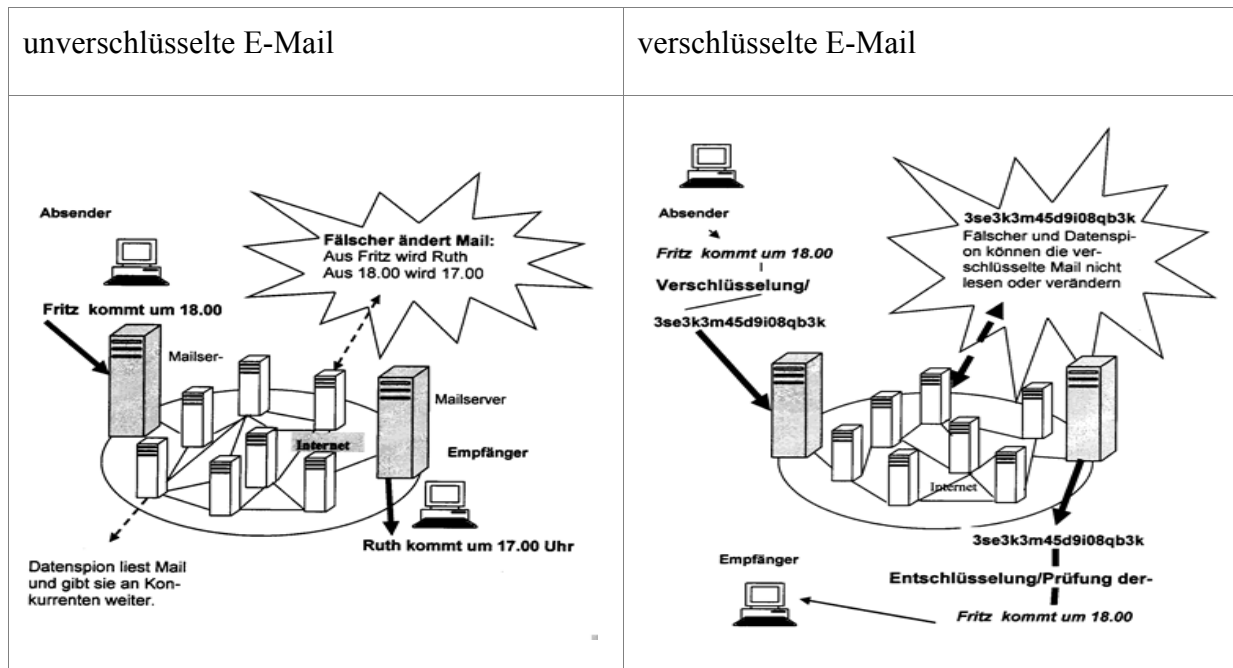 unverschlüsselte E-Mail
verschlüsselte E-Mail
Absender
Fälscher ändert Mail:
Aus Fritz wird Ruth
Aus 18.00 wird 17.00
Fritz kommt um 18.00
Mailser-
Mailserver
Internet
Empfänger
Ruth kommt um 17.00 Uhr
Datenspion liest Mail
und gibt sie an Kon-
kurrenten weiter.
Absender
Fritz kommt um 18.00
Verschlüsselung/
3se3k3m45d9i08qb3k
3se3k3m45d9i08qb3k
Fälscher und Datenspi-
on können die ver-
schlüsselte Mail nicht
lesen oder verändern
Internet
3se3k3m45d9i08qb3k
Empfänger
Entschlüsselung/Prüfung der-
Fritz kommt um 18.00